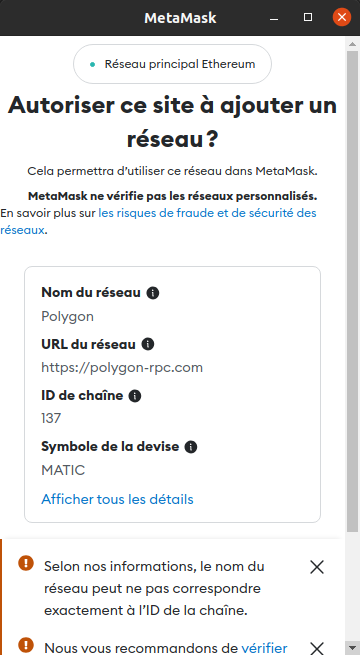 MetaMask
Réseau principal Ethereum
Autoriser ce site à ajouter un
réseau ?
Cela permettra d’utiliser ce réseau dans MetaMask.
MetaMask ne vérifie pas les réseaux personnalisés.
En savoir plus sur les risques de fraude et de sécurité des
réseaux.
Nom du réseau
Polygon
URL du réseau
https://polygon-rpc.com
ID de chaîne
137
Symbole de la devise
MATIC
Afficher tous les détails
Selon nos informations, le nom du
réseau peut ne pas correspondre
exactement à l’ID de la chaîne.
Nous vous recommandons de vérifier